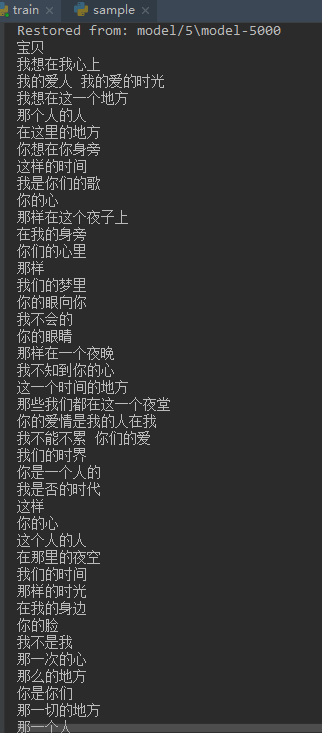 train
sample
Restored from: model/5\model-5000
宝贝
我想在我心上
我的爱人 我的爱的时光
我想在这一个地方
那个人的人
在这里的地方
你想在你身旁
这样的时间
我是你们的歌
你的心
那样在这个夜子上
在我的身旁
你们的心里
那样
我们的梦里
你的眼向你
我不会的
你的眼睛
那样在一个夜晚
我不知到你的心
这一个时间的地方
那些我们都在这一个夜堂
你的爱情是我的人在我
我不能不累 你们的爱
我们的时界
你是一个人的
我是否的时代
这样
你的心
这个人的人
在那里的夜空
我们的时间
那样的时光
在我的身边
你的脸
我不是我
那一次的心
那么的地方
你是你们
那一切的地方
那一个人